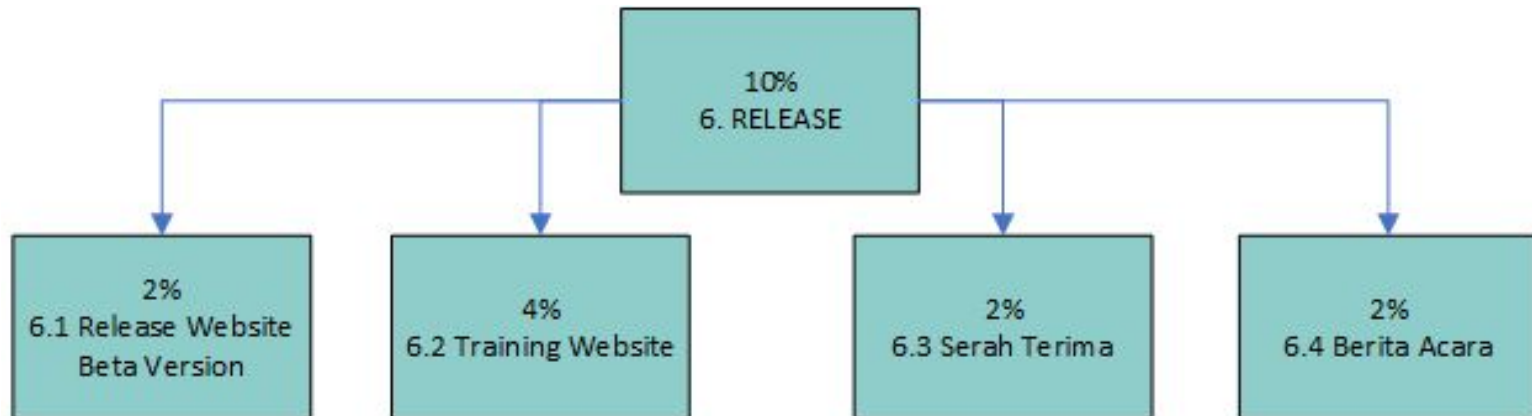 10%
6. RELEASE
2%
6.1 Release Website
Beta Version
4%
6.2 Training Website
2%
6.3 Serah Terima
2%
6.4 Berita Acara